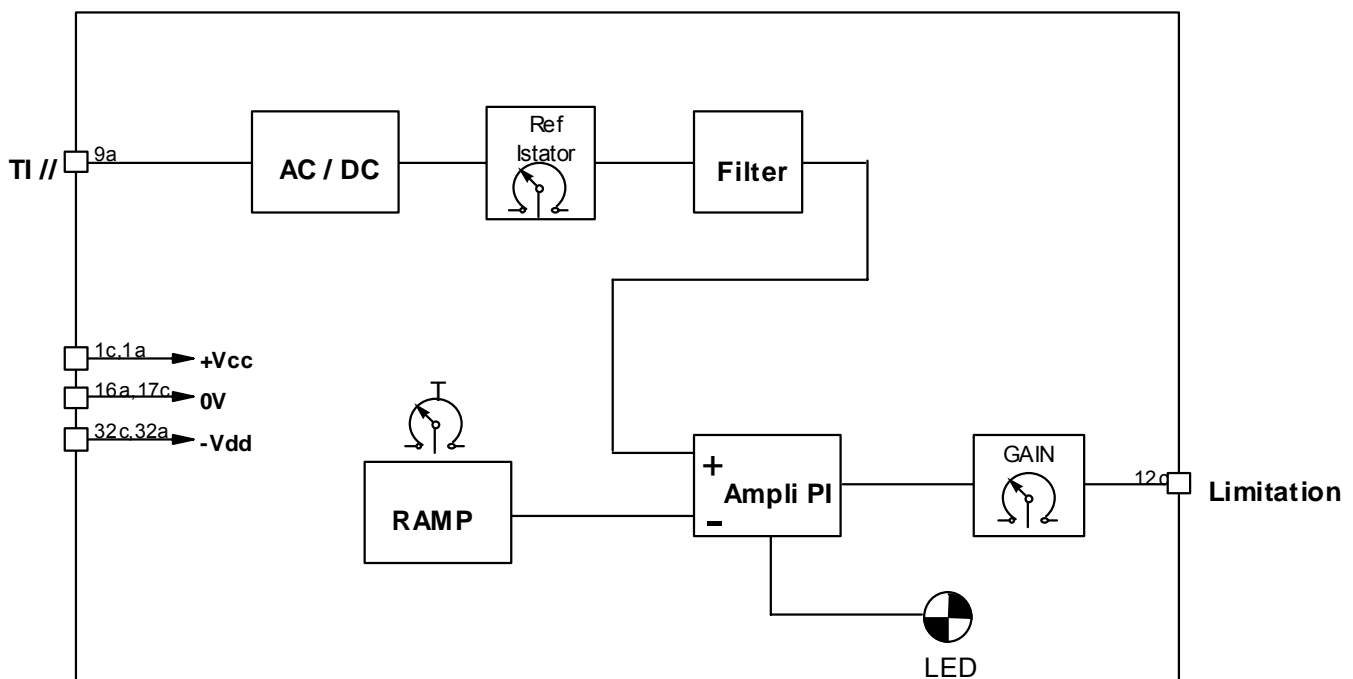 Ref
Istator
9a
TI //
AC / DC
Filter
1c,1a
+Vcc
16a,17c
0V
32c,32a
-Vdd
T
RAMP
+
Ampli PI
-
GAIN
Limitation
LED